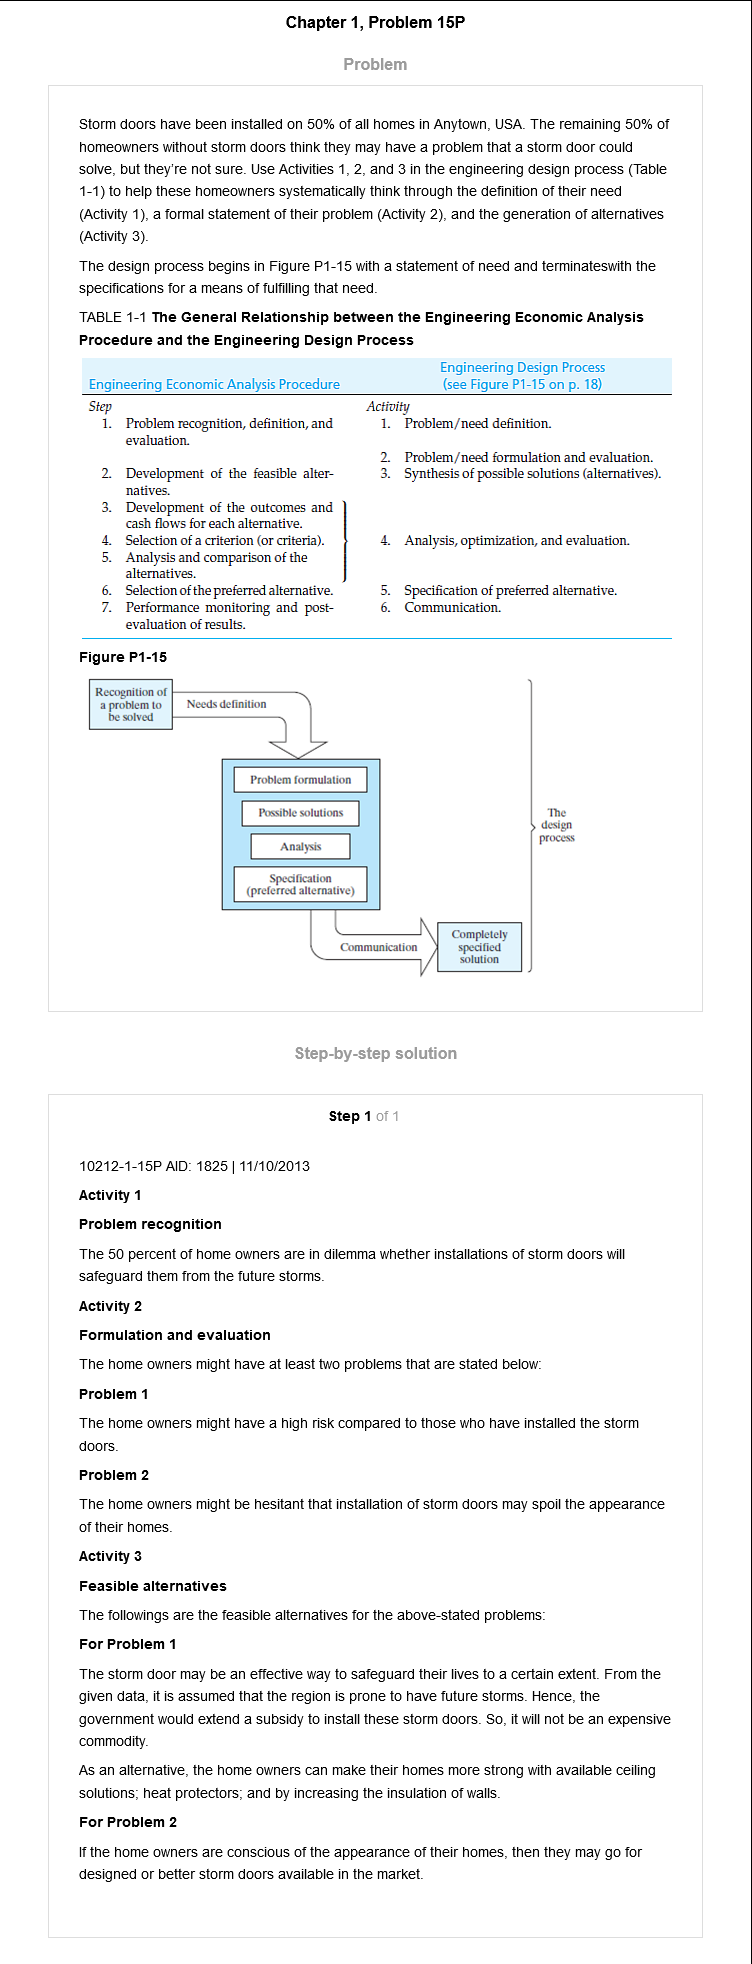 Chapter 1, Problem 15P
Problem
Storm doors have been installed on 50% of all homes in Anytown, USA. The remaining 50% of
homeowners without storm doors think they may have a problem that a storm door could
solve, but they're not sure. Use Activities 1, 2, and 3 in the engineering design process (Table
1-1) to help these homeowners systematically think through the definition of their need
(Activity 1), a formal statement of their problem (Activity 2), and the generation of alternatives
(Activity 3).
The design process begins in Figure P1-15 with a statement of need and terminateswith the
specifications for a means of fulfilling that need.
TABLE 1-1 The General Relationship between the Engineering Economic Analysis
Procedure and the Engineering Design Process
Engineering Economic Analysis Procedure
Engineering Design Process
(see Figure P1-15 on p. 18)
Step
1. Problem recognition, definition, and
evaluation.
2. Development of the feasible alter-
natives.
3. Development of the outcomes and
cash flows for each alternative.
4. Selection of a criterion (or criteria).
5. Analysis and comparison of the
alternatives.
6. Selection of the preferred alternative.
7. Performance monitoring and post-
evaluation of results.
Activity
1. Problem/need definition.
2. Problem/need formulation and evaluation.
3. Synthesis of possible solutions (alternatives).
4. Analysis, optimization, and evaluation.
5. Specification of preferred alternative.
6. Communication.
Figure P1-15
Recognition of
a problem to
be solved
Needs definition
Problem formulation
Possible solutions
Analysis
Specification
(preferred alternative)
The
design
process
Communication
Completely
specified
solution
Step-by-step solution
Step 1 of 1
10212-1-15P AID: 1825 | 11/10/2013
Activity 1
Problem recognition
The 50 percent of home owners are in dilemma whether installations of storm doors will
safeguard them from the future storms.
Activity 2
Formulation and evaluation
The home owners might have at least two problems that are stated below:
Problem 1
The home owners might have a high risk compared to those who have installed the storm
doors.
Problem 2
The home owners might be hesitant that installation of storm doors may spoil the appearance
of their homes.
Activity 3
Feasible alternatives
The followings are the feasible alternatives for the above-stated problems:
For Problem 1
The storm door may be an effective way to safeguard their lives to a certain extent. From the
given data, it is assumed that the region is prone to have future storms. Hence, the
government would extend a subsidy to install these storm doors. So, it will not be an expensive
commodity.
As an alternative, the home owners can make their homes more strong with available ceiling
solutions; heat protectors; and by increasing the insulation of walls.
For Problem 2
If the home owners are conscious of the appearance of their homes, then they may go for
designed or better storm doors available in the market.